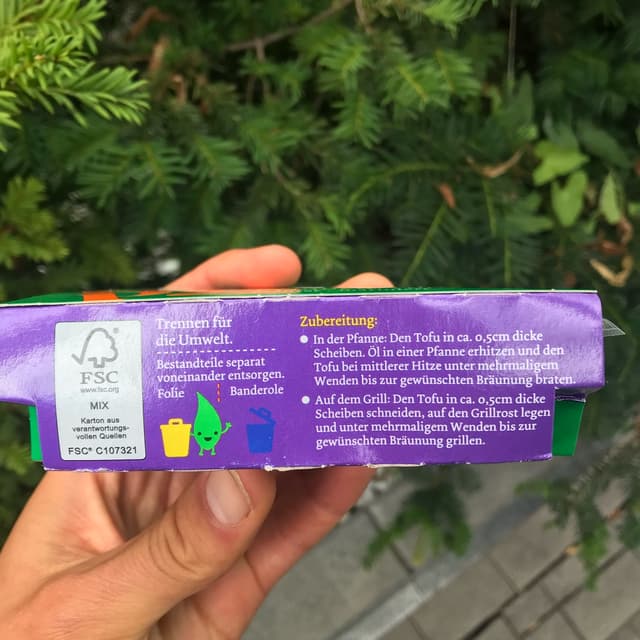 FSC
www.fsc.org
MIX
Karton aus
verantwortungs-
vollen Quellen
FSC® C107321
Trennen für
die Umwelt.
Bestandteile separat
voneinander entsorgen.
Folie
Banderole
Zubereitung:
In der Pfanne: Den Tofu in ca. 0,5cm dicke
Scheiben. Öl in einer Pfanne erhitzen und den
Tofu bei mittlerer Hitze unter mehrmaligem
Wenden bis zur gewünschten Bräunung braten.
Auf dem Grill: Den Tofu in ca. 0,5cm dicke
Scheiben schneiden, auf den Grillrost legen
und unter mehrmaligem Wenden bis zur
gewünschten Bräunung grillen.